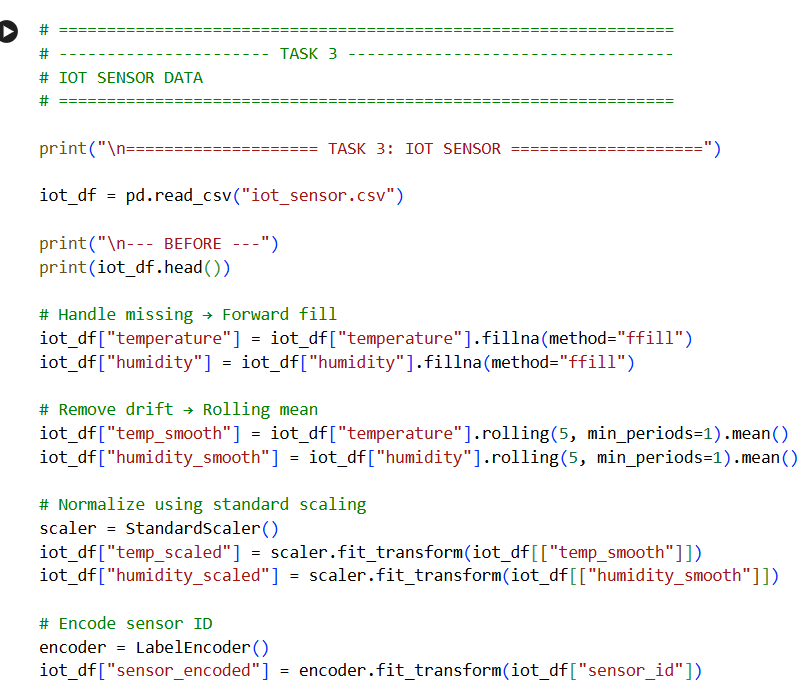 # ================================================================
# ---------------------- TASK 3 ----------------------------------
# IOT SENSOR DATA
# ================================================================
print("\n==================== TASK 3: IOT SENSOR ====================")
iot_df = pd.read_csv("iot_sensor.csv")
print("\n--- BEFORE ---")
print(iot_df.head())
# Handle missing → Forward fill
iot_df["temperature"] = iot_df["temperature"].fillna(method="ffill")
iot_df["humidity"] = iot_df["humidity"].fillna(method="ffill")
# Remove drift → Rolling mean
iot_df["temp_smooth"] = iot_df["temperature"].rolling(5, min_periods=1).mean()
iot_df["humidity_smooth"] = iot_df["humidity"].rolling(5, min_periods=1).mean()
# Normalize using standard scaling
scaler = StandardScaler()
iot_df["temp_scaled"] = scaler.fit_transform(iot_df[["temp_smooth"]])
iot_df["humidity_scaled"] = scaler.fit_transform(iot_df[["humidity_smooth"]])
# Encode sensor ID
encoder = LabelEncoder()
iot_df["sensor_encoded"] = encoder.fit_transform(iot_df["sensor_id"])